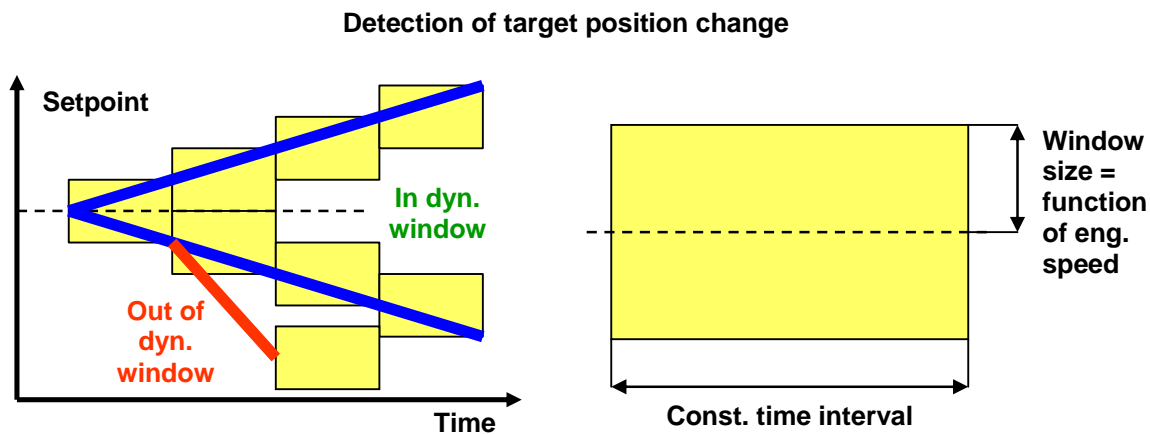 Detection of target position change
Setpoint
In dyn.
window
Out of
dyn.
window
Time
Window
size =
function
of eng.
speed
Const. time interval